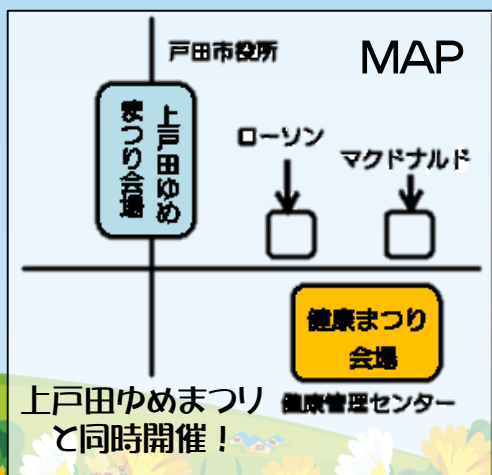 MAP
戸田市役所
上戸田ゆめ
まつり会場
ローソン
マクドナルド
健康まつり
会場
健康管理センター
上戸田ゆめまつり
と同時開催！